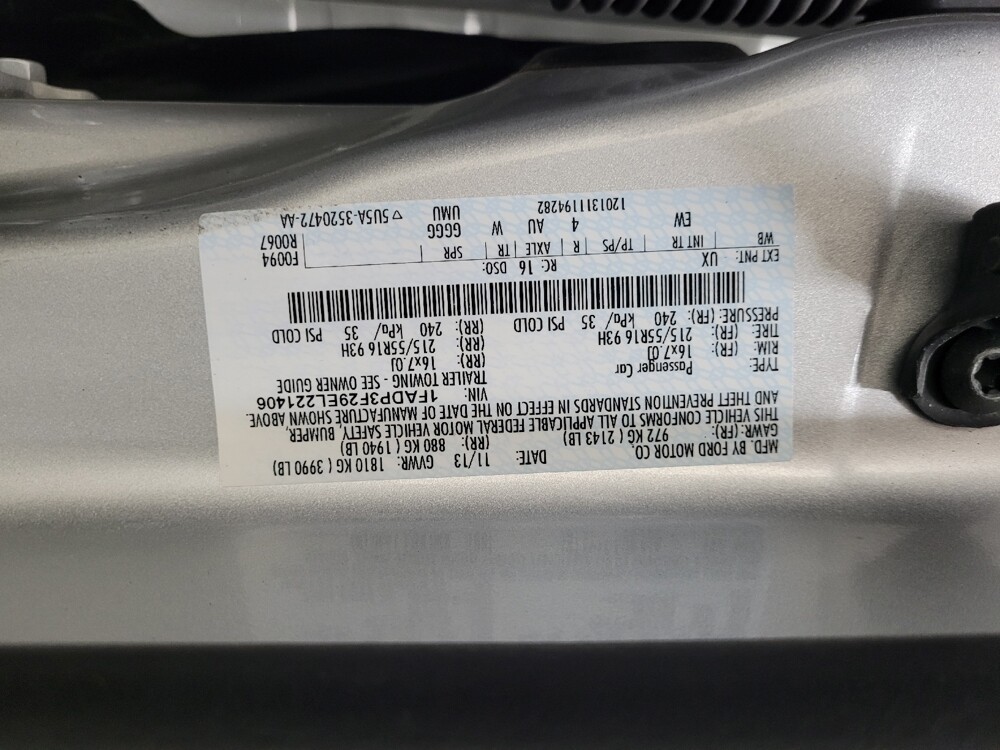 MFD. BY FORD MOTOR CO. DATE: 11/13 GVWR: 1810 KG ( 3990 LB)
GAWR: (FR): 972 KG ( 2143 LB) (RR): 880 KG ( 1940 LB)
THIS VEHICLE CONFORMS TO ALL APPLICABLE FEDERAL MOTOR VEHICLE SAFETY, BUMPER,
AND THEFT PREVENTION STANDARDS IN EFFECT ON THE DATE OF MANUFACTURE SHOWN ABOVE.
VIN: 1FADP3F29EL221406
TYPE: Passenger Car TRAILER TOWING - SEE OWNER GUIDE
RIM: (FR): 16x7.0J (RR): 16x7.0J
TIRE: (FR): 215/55R16 93H (RR): 215/55R16 93H
PRESSURE: (FR): 240 kPa/ 35 PSI COLD (RR): 240 kPa/ 35 PSI COLD
EXT PNT: UX RC: 16 DSO: F0094
WB INT TR TP/PS R AXLE TR SPR R0067
EW 4 AU W GGGG
UMU
120131119​4282 ▽5U5A-3520472-AA